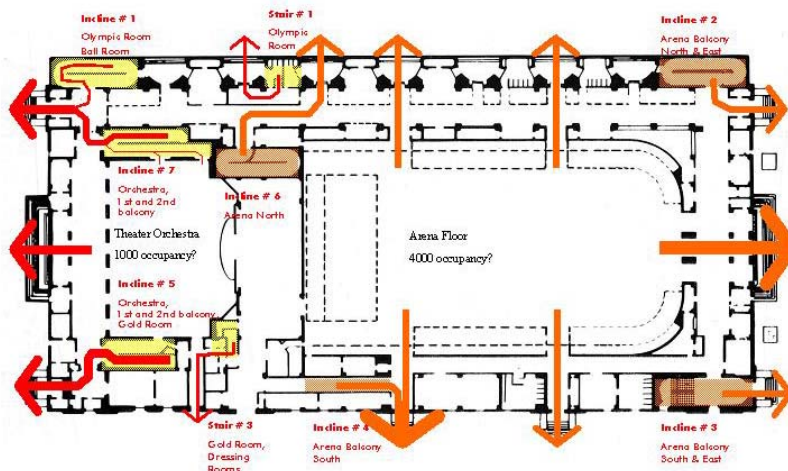 Incline # 1
Olympic Room
Ball Room
Stair # 1
Olympic
Room
Incline # 2
Arena Balcony
North & East
Incline # 7
Orchestra,
1st and 2nd
balcony
Incline # 6
Arena North
Theater Orchestra
1000 occupancy?
Arena Floor
4000 occupancy?
Incline # 5
Orchestra,
1st and 2nd balcony
Gold Room
Stair # 3
Gold Room,
Dressing
Rooms
Incline # 4
Arena Balcony
South
Incline # 3
Arena Balcony
South & East